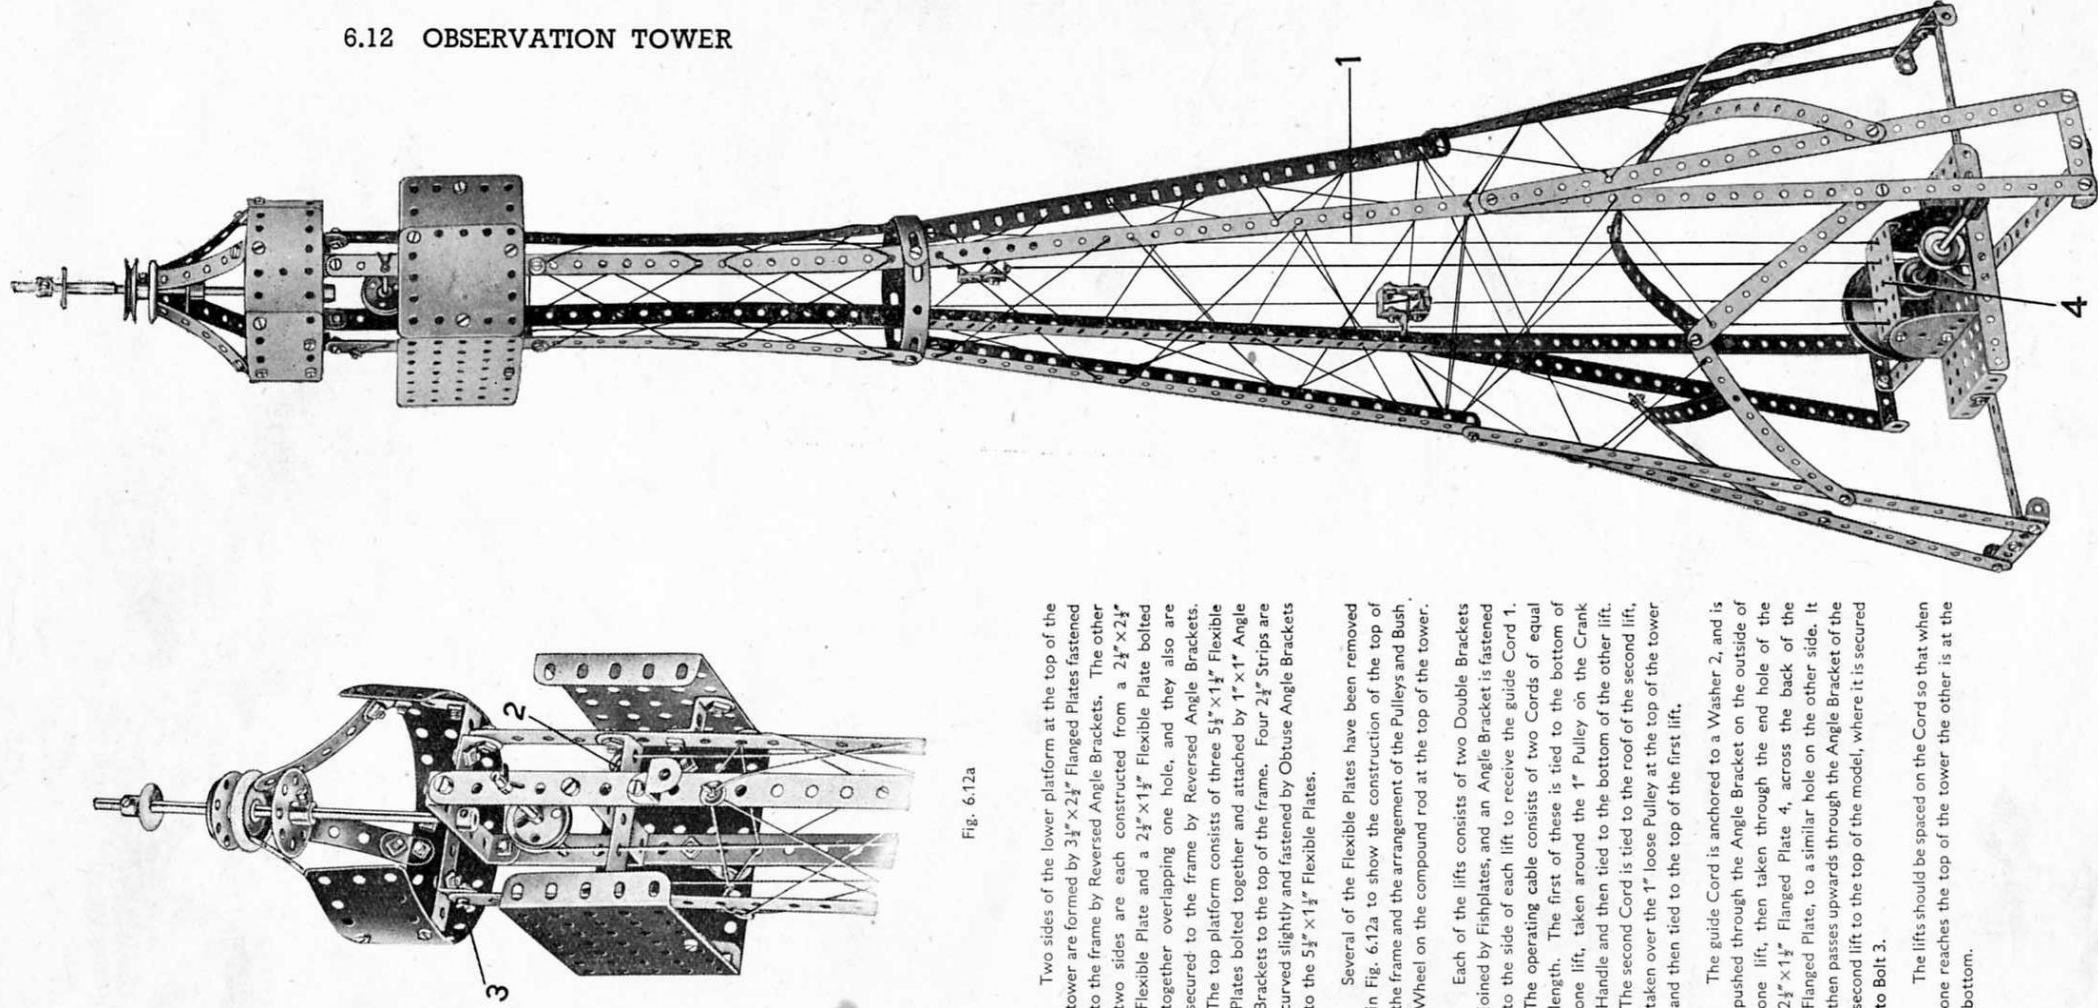 6.12 OBSERVATION TOWER
1
4
2
3
Fig. 6.12a
Two sides of the lower platform at the top of the
tower are formed by 3½″×2½″ Flanged Plates fastened
to the frame by Reversed Angle Brackets. The other
two sides are each constructed from a 2½″×2½″
Flexible Plate and a 2½″×1½″ Flexible Plate bolted
together overlapping one hole, and they also are
secured to the frame by Reversed Angle Brackets.
The top platform consists of three 5½″×1½″ Flexible
Plates bolted together and attached by 1″×1″ Angle
Brackets to the top of the frame. Four 2½″ Strips are
curved slightly and fastened by Obtuse Angle Brackets
to the 5½″×1½″ Flexible Plates.
Several of the Flexible Plates have been removed
in Fig. 6.12a to show the construction of the top of
the frame and the arrangement of the Pulleys and Bush
Wheel on the compound rod at the top of the tower.
Each of the lifts consists of two Double Brackets
joined by Fishplates, and an Angle Bracket is fastened
to the side of each lift to receive the guide Cord 1.
The operating cable consists of two Cords of equal
length. The first of these is tied to the bottom of
one lift, taken around the 1″ Pulley on the Crank
Handle and then tied to the bottom of the other lift.
The second Cord is tied to the roof of the second lift,
taken over the 1″ loose Pulley at the top of the tower
and then tied to the top of the first lift.
The guide Cord is anchored to a Washer 2, and is
pushed through the Angle Bracket on the outside of
one lift, then taken through the end hole of the
2½″×1½″ Flanged Plate 4, across the back of the
Flanged Plate, to a similar hole on the other side. It
then passes upwards through the Angle Bracket of the
second lift to the top of the model, where it is secured
to Bolt 3.
The lifts should be spaced on the Cord so that when
one reaches the top of the tower the other is at the
bottom.